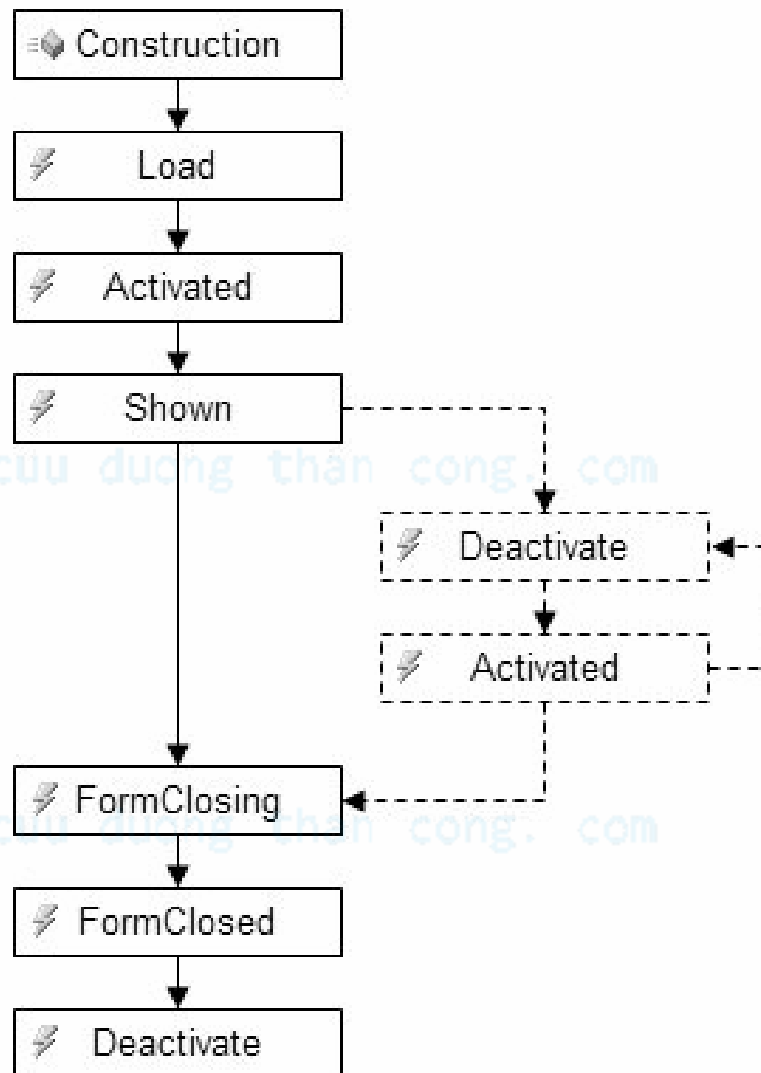 Construction
Load
Activated
Shown
cuu duong than cong. com
Deactivate
Activated
FormClosing
cuu duong than cong. com
FormClosed
Deactivate